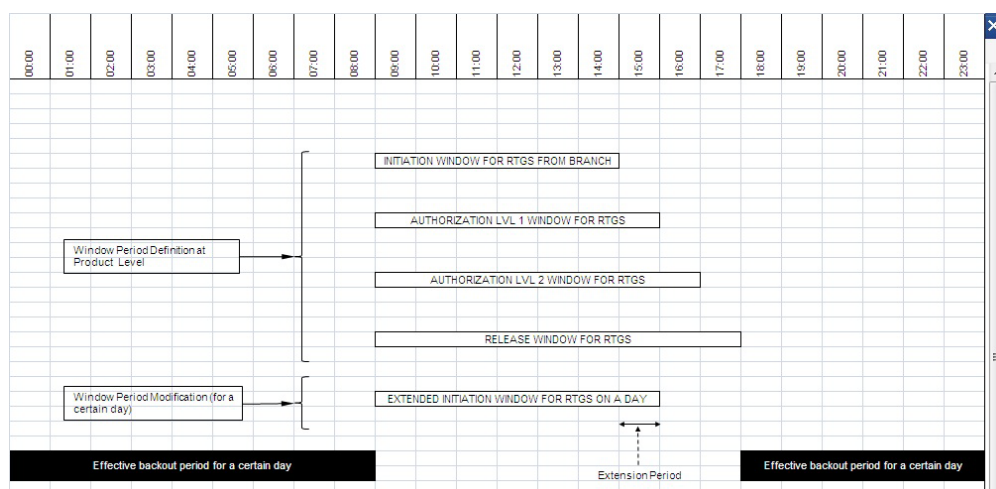 00:00 01:00 02:00 03:00 04:00 05:00 06:00 07:00 08:00 09:00 10:00 11:00 12:00 13:00 14:00 15:00 16:00 17:00 18:00 19:00 20:00 21:00 22:00 23:00
INITIATION WINDOW FOR RTGS FROM BRANCH
AUTHORIZATION LVL 1 WINDOW FOR RTGS
Window Period Definition at
Product Level
AUTHORIZATION LVL 2 WINDOW FOR RTGS
RELEASE WINDOW FOR RTGS
Window Period Modification (for a
certain day)
EXTENDED INITIATION WINDOW FOR RTGS ON A DAY
Effective backout period for a certain day
Extension Period
Effective backout period for a certain day